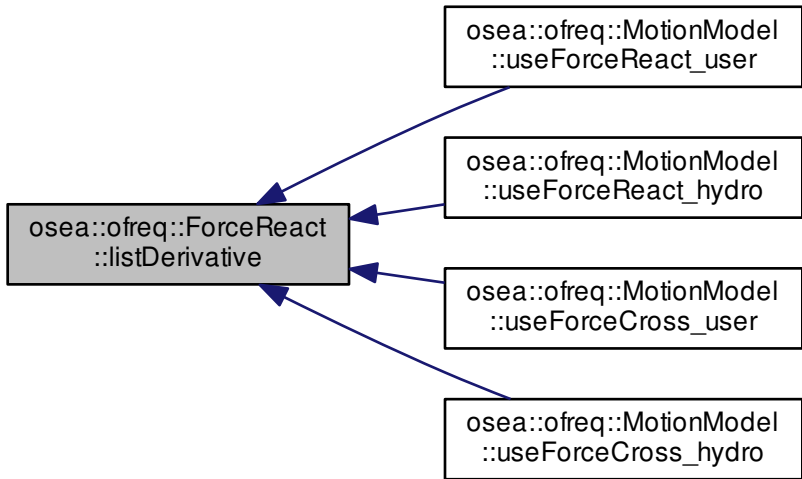 osea::ofreq::MotionModel
::useForceReact_user
osea::ofreq::MotionModel
::useForceReact_hydro
osea::ofreq::ForceReact
::listDerivative
osea::ofreq::MotionModel
::useForceCross_user
osea::ofreq::MotionModel
::useForceCross_hydro